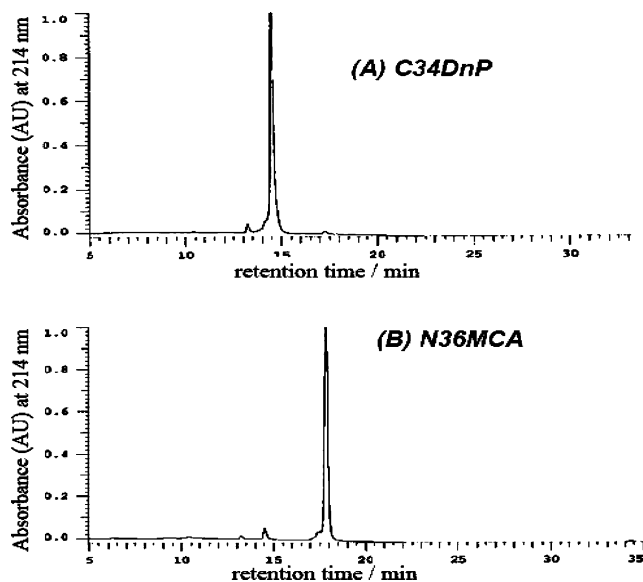 Absorbance (AU) at 214 nm
1.0
0.8
0.6
0.4
0.2
0.0
(A) C34DnP
5 10 15 20 25 30
retention time / min
Absorbance (AU) at 214 nm
1.0
0.8
0.6
0.4
0.2
0.0
(B) N36MCA
5 10 15 20 25 30 35
retention time / min